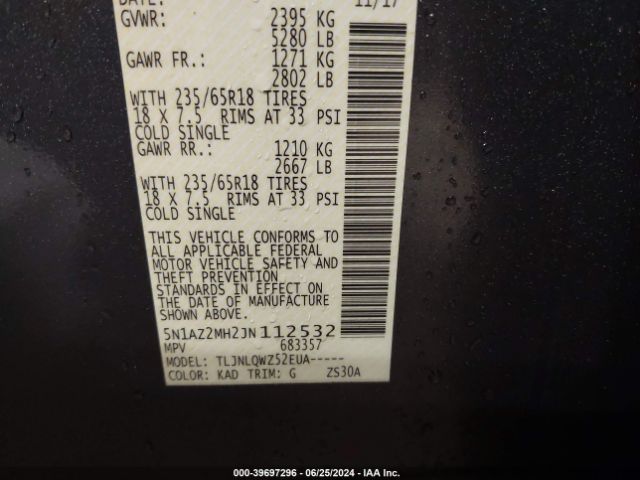 DATE: 11/17
GVWR: 2395 KG
5280 LB
GAWR FR.: 1271 KG
2802 LB
WITH 235/65R18 TIRES
18 X 7.5 RIMS AT 33 PSI
COLD SINGLE
GAWR RR.: 1210 KG
2667 LB
WITH 235/65R18 TIRES
18 X 7.5 RIMS AT 33 PSI
COLD SINGLE
THIS VEHICLE CONFORMS TO
ALL APPLICABLE FEDERAL
MOTOR VEHICLE SAFETY AND
THEFT PREVENTION
STANDARDS IN EFFECT ON
THE DATE OF MANUFACTURE
SHOWN ABOVE.
5N1AZ2MH2JN112532
MPV 683357
MODEL: TLJNLQWZ52EUA-----
COLOR: KAD TRIM: G ZS30A
000-39697296 - 06/25/2024 - IAA Inc.